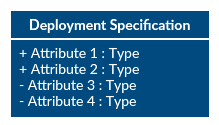 Deployment Specification
+ Attribute 1 : Type
+ Attribute 2 : Type
- Attribute 3 : Type
- Attribute 4 : Type